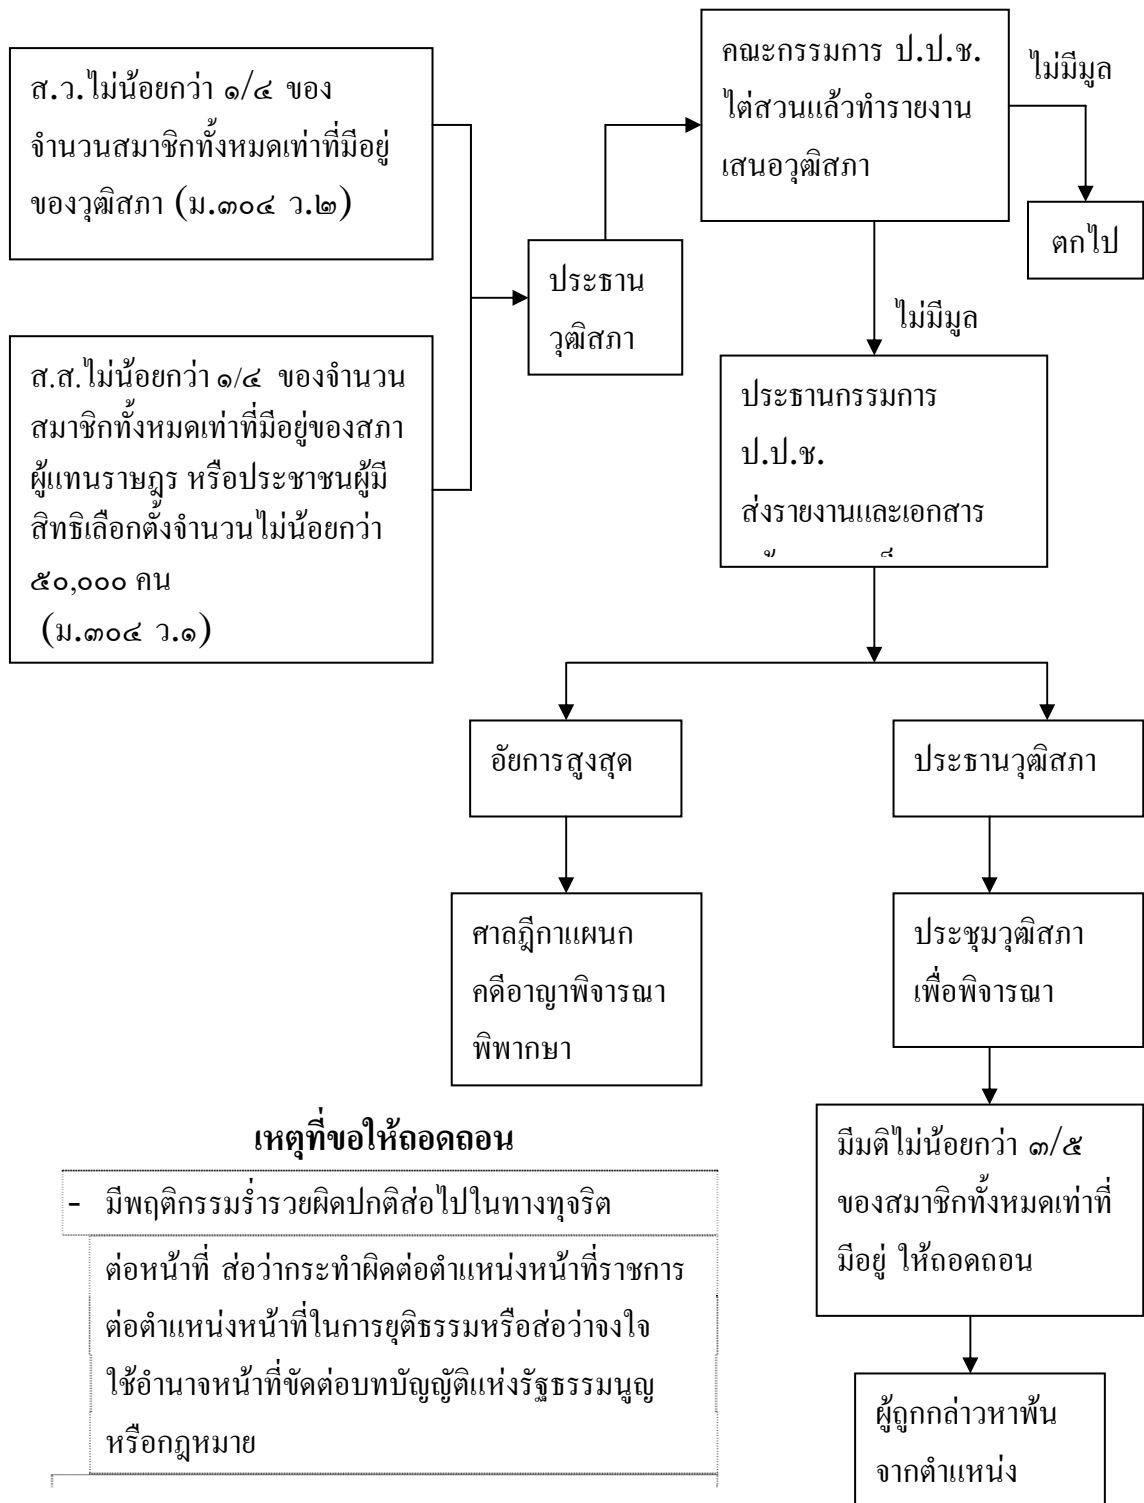 ส.ว.ไม่น้อยกว่า ๑/๔ ของ
จำนวนสมาชิกทั้งหมดเท่าที่มีอยู่
ของวุฒิสภา (ม.๓๐๔ ว.๒)
ส.ส.ไม่น้อยกว่า ๑/๔ ของจำนวน
สมาชิกทั้งหมดเท่าที่มีอยู่ของสภา
ผู้แทนราษฎร หรือประชาชนผู้มี
สิทธิเลือกตั้งจำนวนไม่น้อยกว่า
๕๐,๐๐๐ คน
(ม.๓๐๔ ว.๑)
ประธาน
วุฒิสภา
คณะกรรมการ ป.ป.ช.
ไต่สวนแล้วทำรายงาน
เสนอวุฒิสภา
ไม่มีมูล
ตกไป
ไม่มีมูล
ประธานกรรมการ
ป.ป.ช.
ส่งรายงานและเอกสาร
อัยการสูงสุด
ประธานวุฒิสภา
ศาลฎีกาแผนก
คดีอาญาพิจารณา
พิพากษา
ประชุมวุฒิสภา
เพื่อพิจารณา
มีมติไม่น้อยกว่า ๓/๕
ของสมาชิกทั้งหมดเท่าที่
มีอยู่ ให้ถอดถอน
ผู้ถูกกล่าวหาพ้น
จากตำแหน่ง
เหตุที่ขอให้ถอดถอน
- มีพฤติกรรมร่ำรวยผิดปกติส่อไปในทางทุจริต
ต่อหน้าที่ ส่อว่ากระทำผิดต่อตำแหน่งหน้าที่ราชการ
ต่อตำแหน่งหน้าที่ในการยุติธรรมหรือส่อว่าจงใจ
ใช้อำนาจหน้าที่ขัดต่อบทบัญญัติแห่งรัฐธรรมนูญ
หรือกฎหมาย